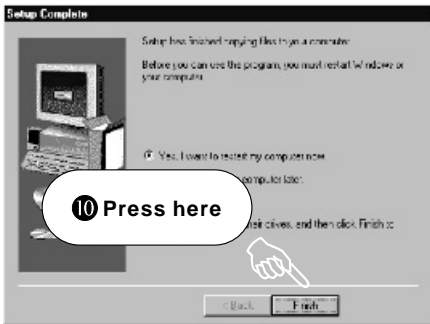 Setup Complete
Setup has finished copying files to your computer.
Before you can use the program, you must restart Windows or
your computer.
Yes, I want to restart my computer now.
computer later.
❿ Press here
drives, and then click Finish to
< Back
Finish